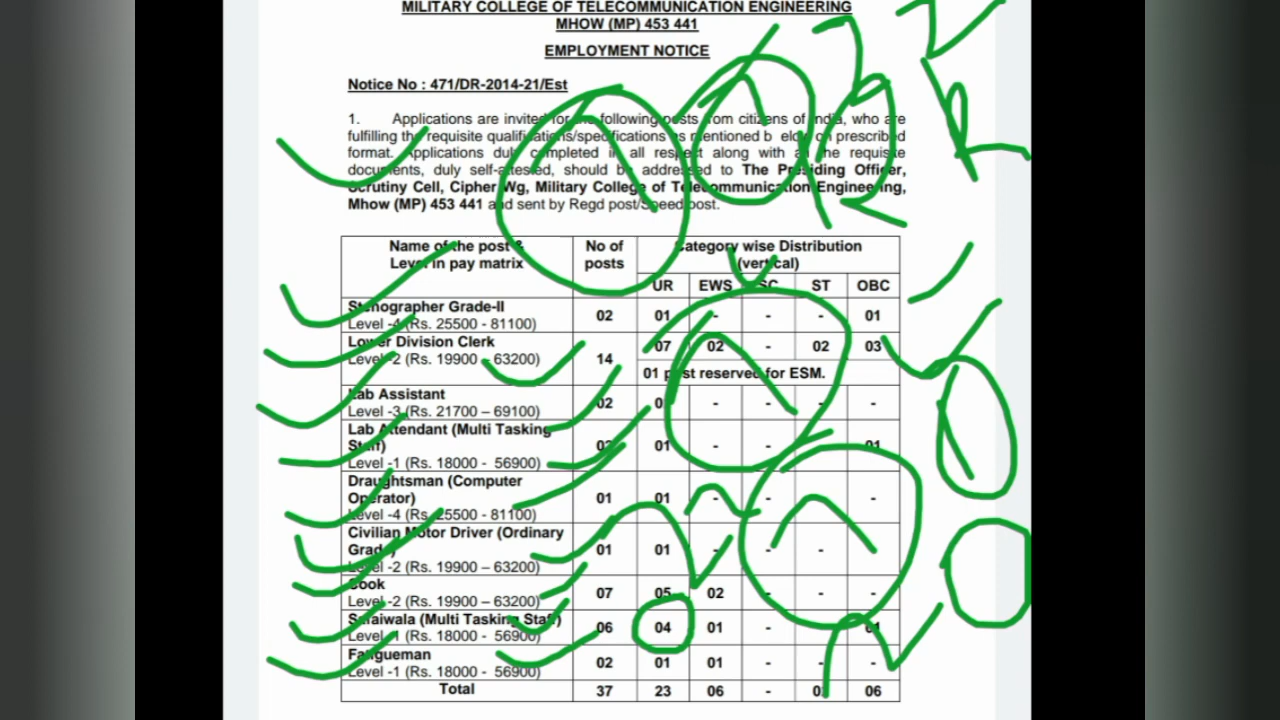 MILITARY COLLEGE OF TELECOMMUNICATION ENGINEERING
MHOW (MP) 453 441
EMPLOYMENT NOTICE
Notice No : 471/DR-2014-21/Est
1. Applications are invited for the following posts from citizens of India, who are
fulfilling the requisite qualifications/specifications as mentioned b elow on prescribed
format. Applications duly completed in all respect along with all the requisite
documents, duly self-attested, should be addressed to The Presiding Officer,
Scrutiny Cell, Cipher Wg, Military College of Telecommunication Engineering,
Mhow (MP) 453 441 and sent by Regd post/Speed post.
Name of the post & No of Category wise Distribution
Level in pay matrix posts (vertical)
UR EWS SC ST OBC
Stenographer Grade-II
Level -4 (Rs. 25500 - 81100) 02 01 - - - 01
Lower Division Clerk
Level -2 (Rs. 19900 – 63200) 14 07 02 - 02 03
01 post reserved for ESM.
Lab Assistant
Level -3 (Rs. 21700 – 69100) 02 - - - -
Lab Attendant (Multi Tasking
Staff) 01 - - - 01
Level -1 (Rs. 18000 - 56900)
Draughtsman (Computer
Operator) 01 01 - - - -
Level -4 (Rs. 25500 - 81100)
Civilian Motor Driver (Ordinary
Grade) 01 01 - - - -
Level -2 (Rs. 19900 – 63200)
Cook
Level -2 (Rs. 19900 – 63200) 07 05 02 - - -
Safaiwala (Multi Tasking Staff)
Level -1 (Rs. 18000 - 56900) 06 04 01 - - 01
Fatigueman
Level -1 (Rs. 18000 - 56900) 02 01 01 - - -
Total 37 23 06 - 06